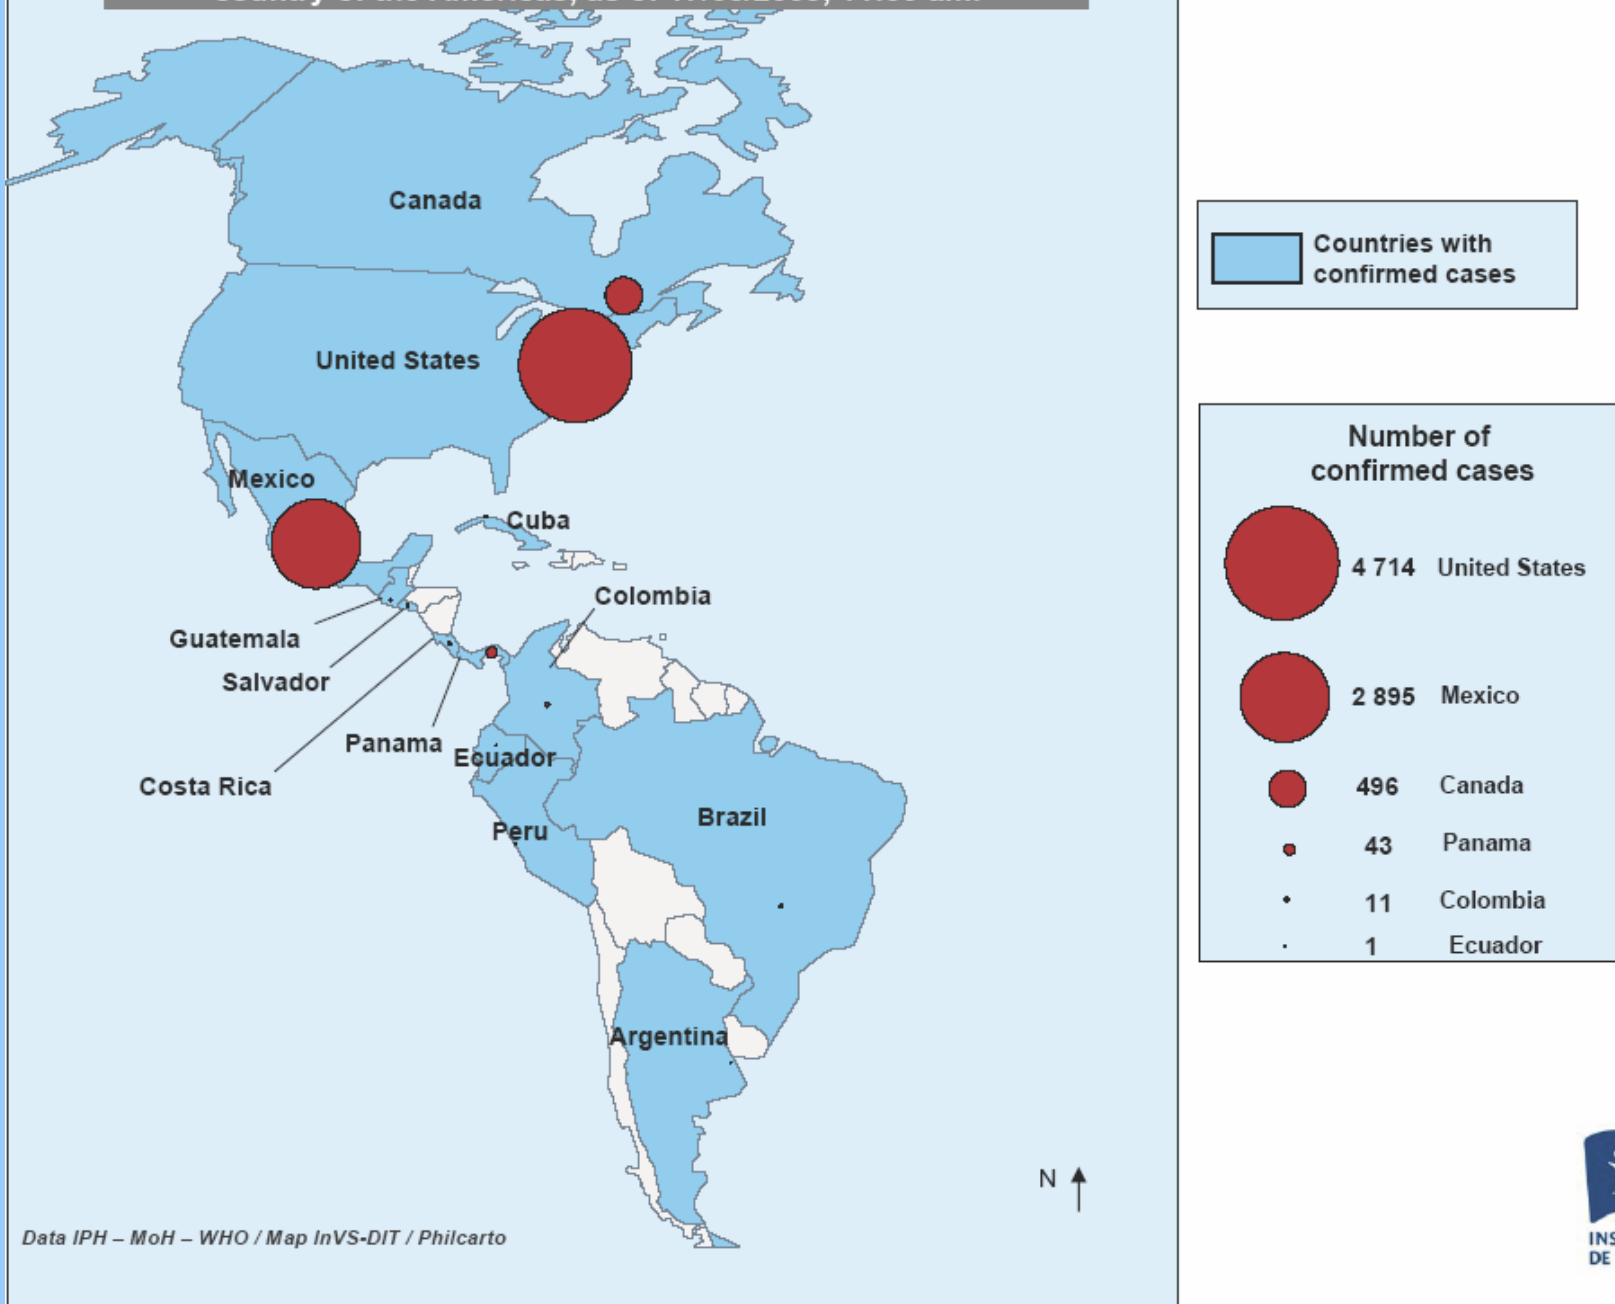 Canada
United States
Mexico
Cuba
Colombia
Guatemala
Salvador
Panama
Ecuador
Costa Rica
Peru
Brazil
Argentina
N
Data IPH – MoH – WHO / Map InVS-DIT / Philcarto
Countries with
confirmed cases
Number of
confirmed cases
4 714 United States
2 895 Mexico
496 Canada
43 Panama
11 Colombia
1 Ecuador
INS
DE